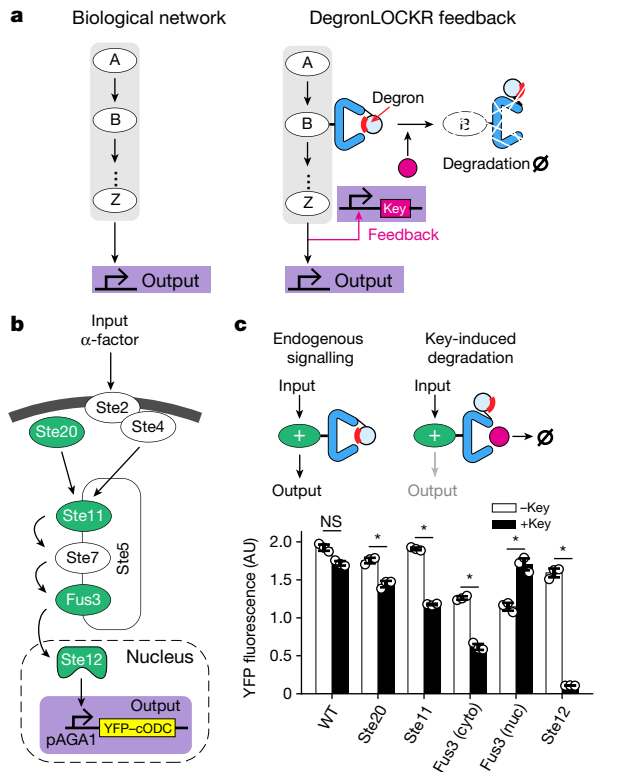 a
Biological network
DegronLOCKR feedback
A
B
⋮
Z
Output
A
B
⋮
Z
Degron
B
Degradation Ø
Key
Feedback
Output
b
Input
α-factor
Ste2
Ste4
Ste20
Ste11
Ste7
Ste5
Fus3
Ste12
Nucleus
Output
pAGA1
YFP–cODC
c
Endogenous
signalling
Key-induced
degradation
Input
Input
+
+
Ø
Output
Output
–Key
+Key
YFP fluorescence (AU)
2.0
1.5
1.0
0.5
0
NS
*
*
*
*
*
WT
Ste20
Ste11
Fus3 (cyto)
Fus3 (nuc)
Ste12